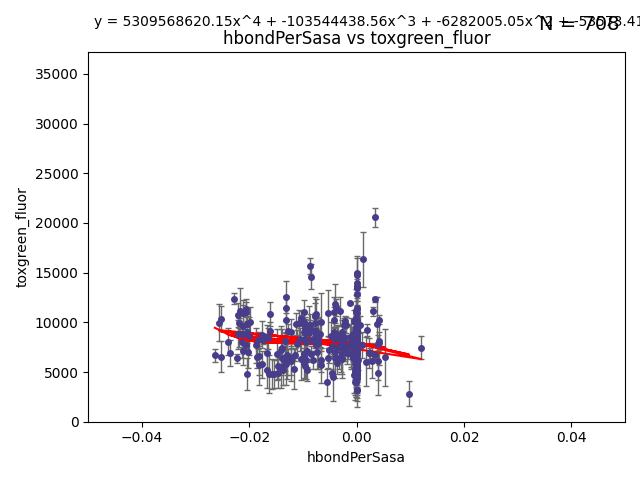 y = 5309568620.15x^4 + -103544438.56x^3 + -6282005.05x^2 +
N = 708
hbondPerSasa vs toxgreen_fluor
35000
30000
25000
20000
15000
10000
5000
0
toxgreen_fluor
−0.04
−0.02
0.00
0.02
0.04
hbondPerSasa